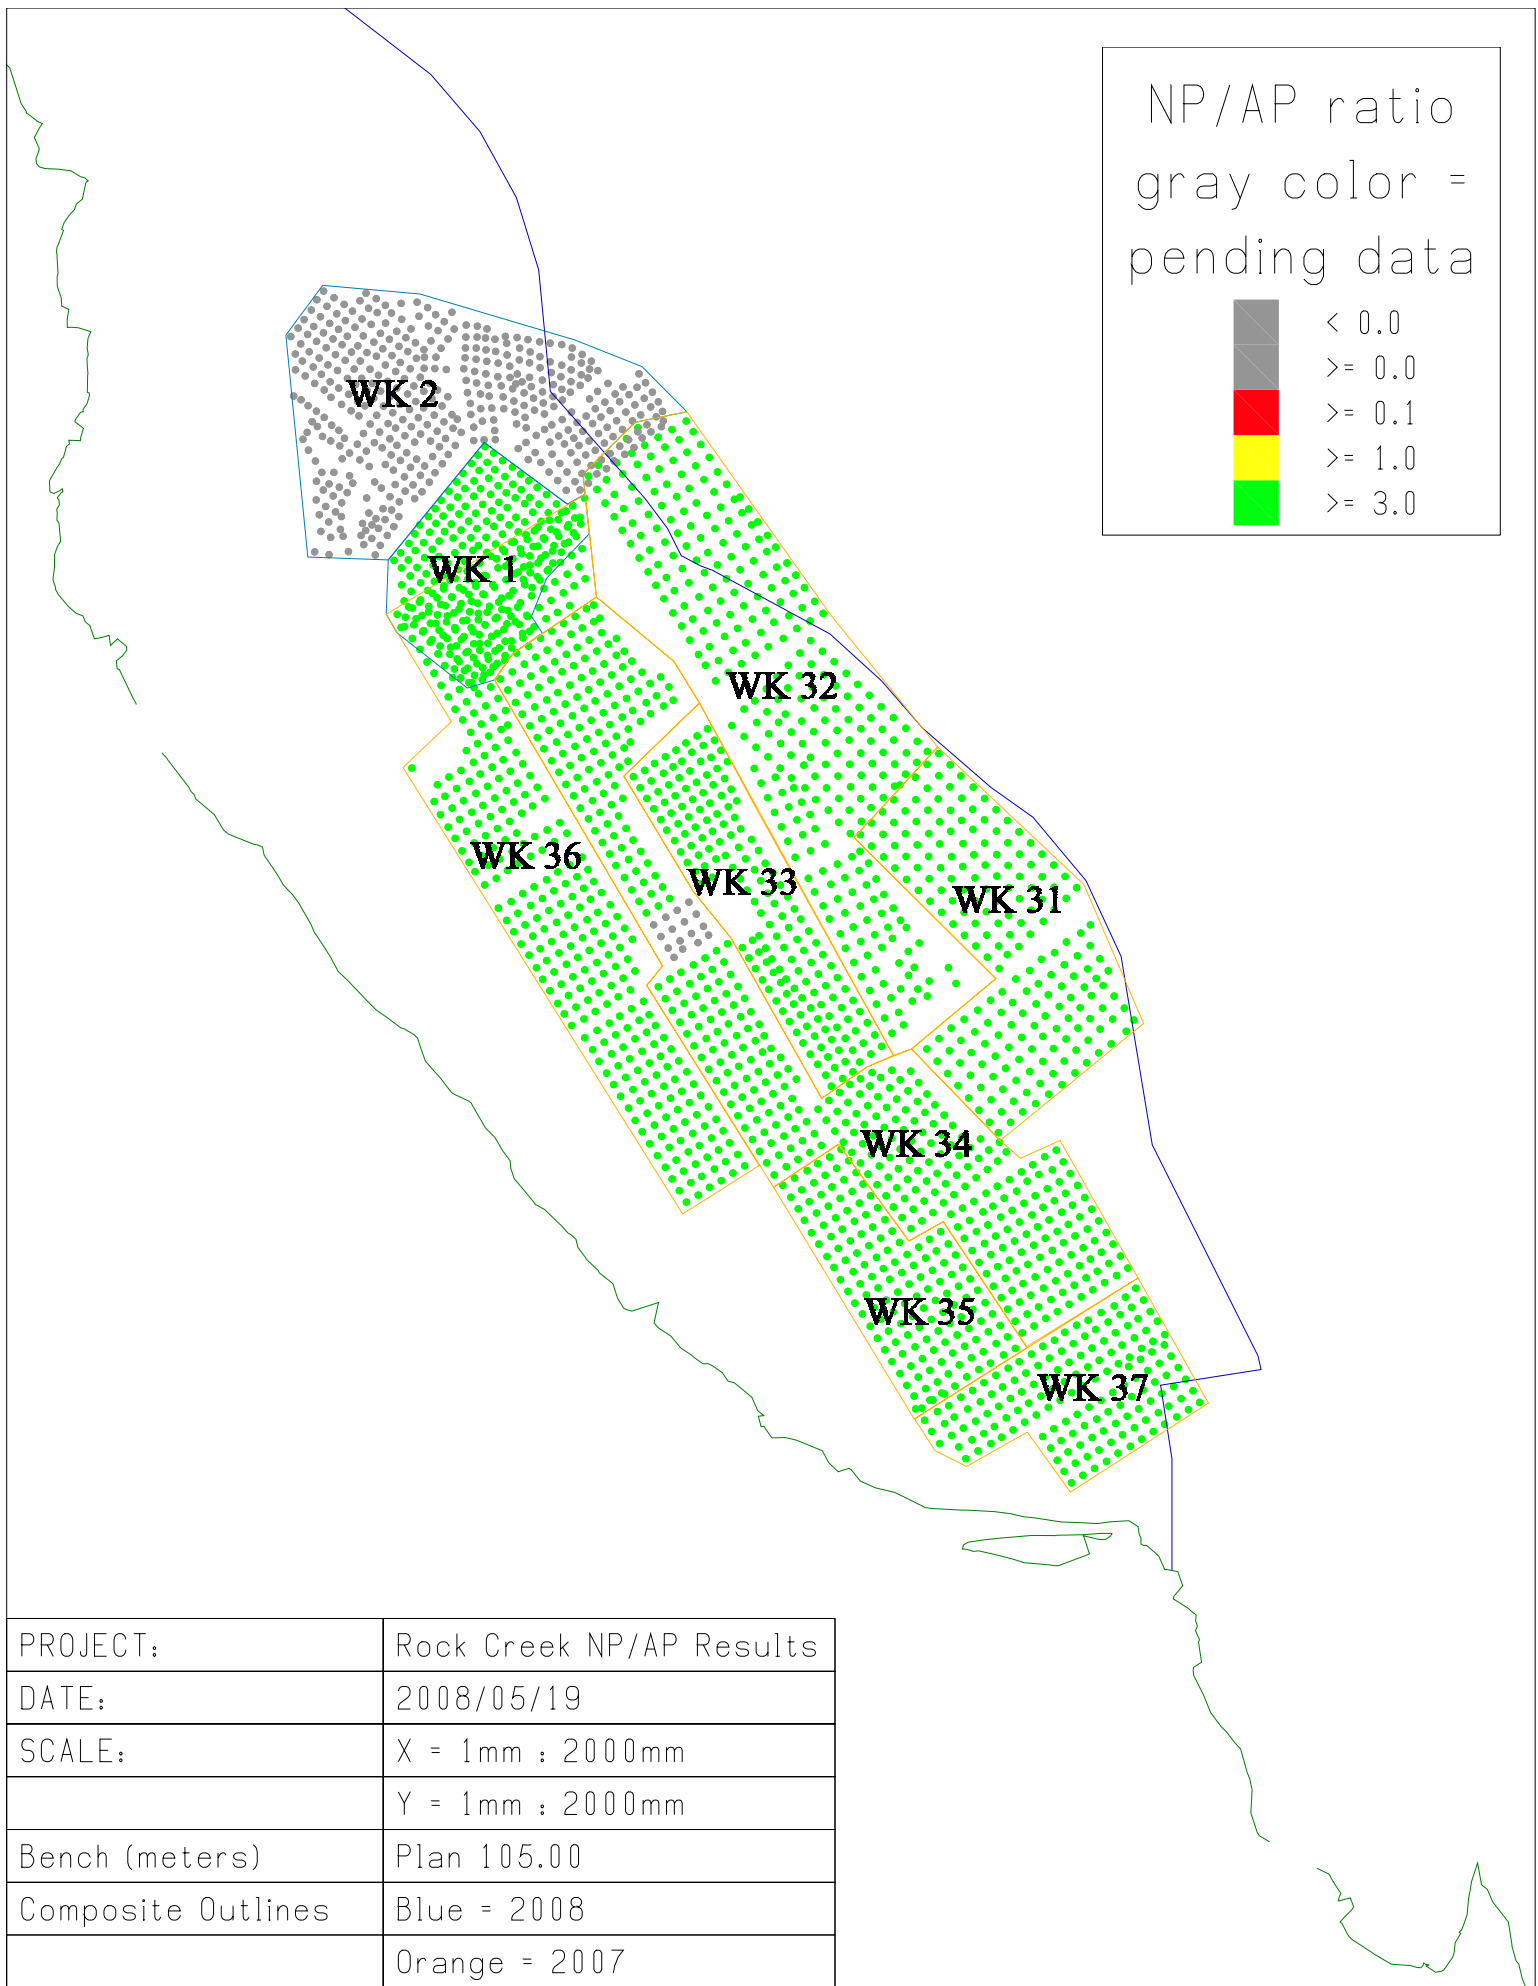 NP/AP ratio
gray color =
pending data
< 0.0
>= 0.0
>= 0.1
>= 1.0
>= 3.0
WK 2
WK 1
WK 32
WK 36
WK 33
WK 31
WK 34
WK 35
WK 37
PROJECT: Rock Creek NP/AP Results
DATE: 2008/05/19
SCALE: X = 1mm : 2000mm
Y = 1mm : 2000mm
Bench (meters) Plan 105.00
Composite Outlines Blue = 2008
Orange = 2007